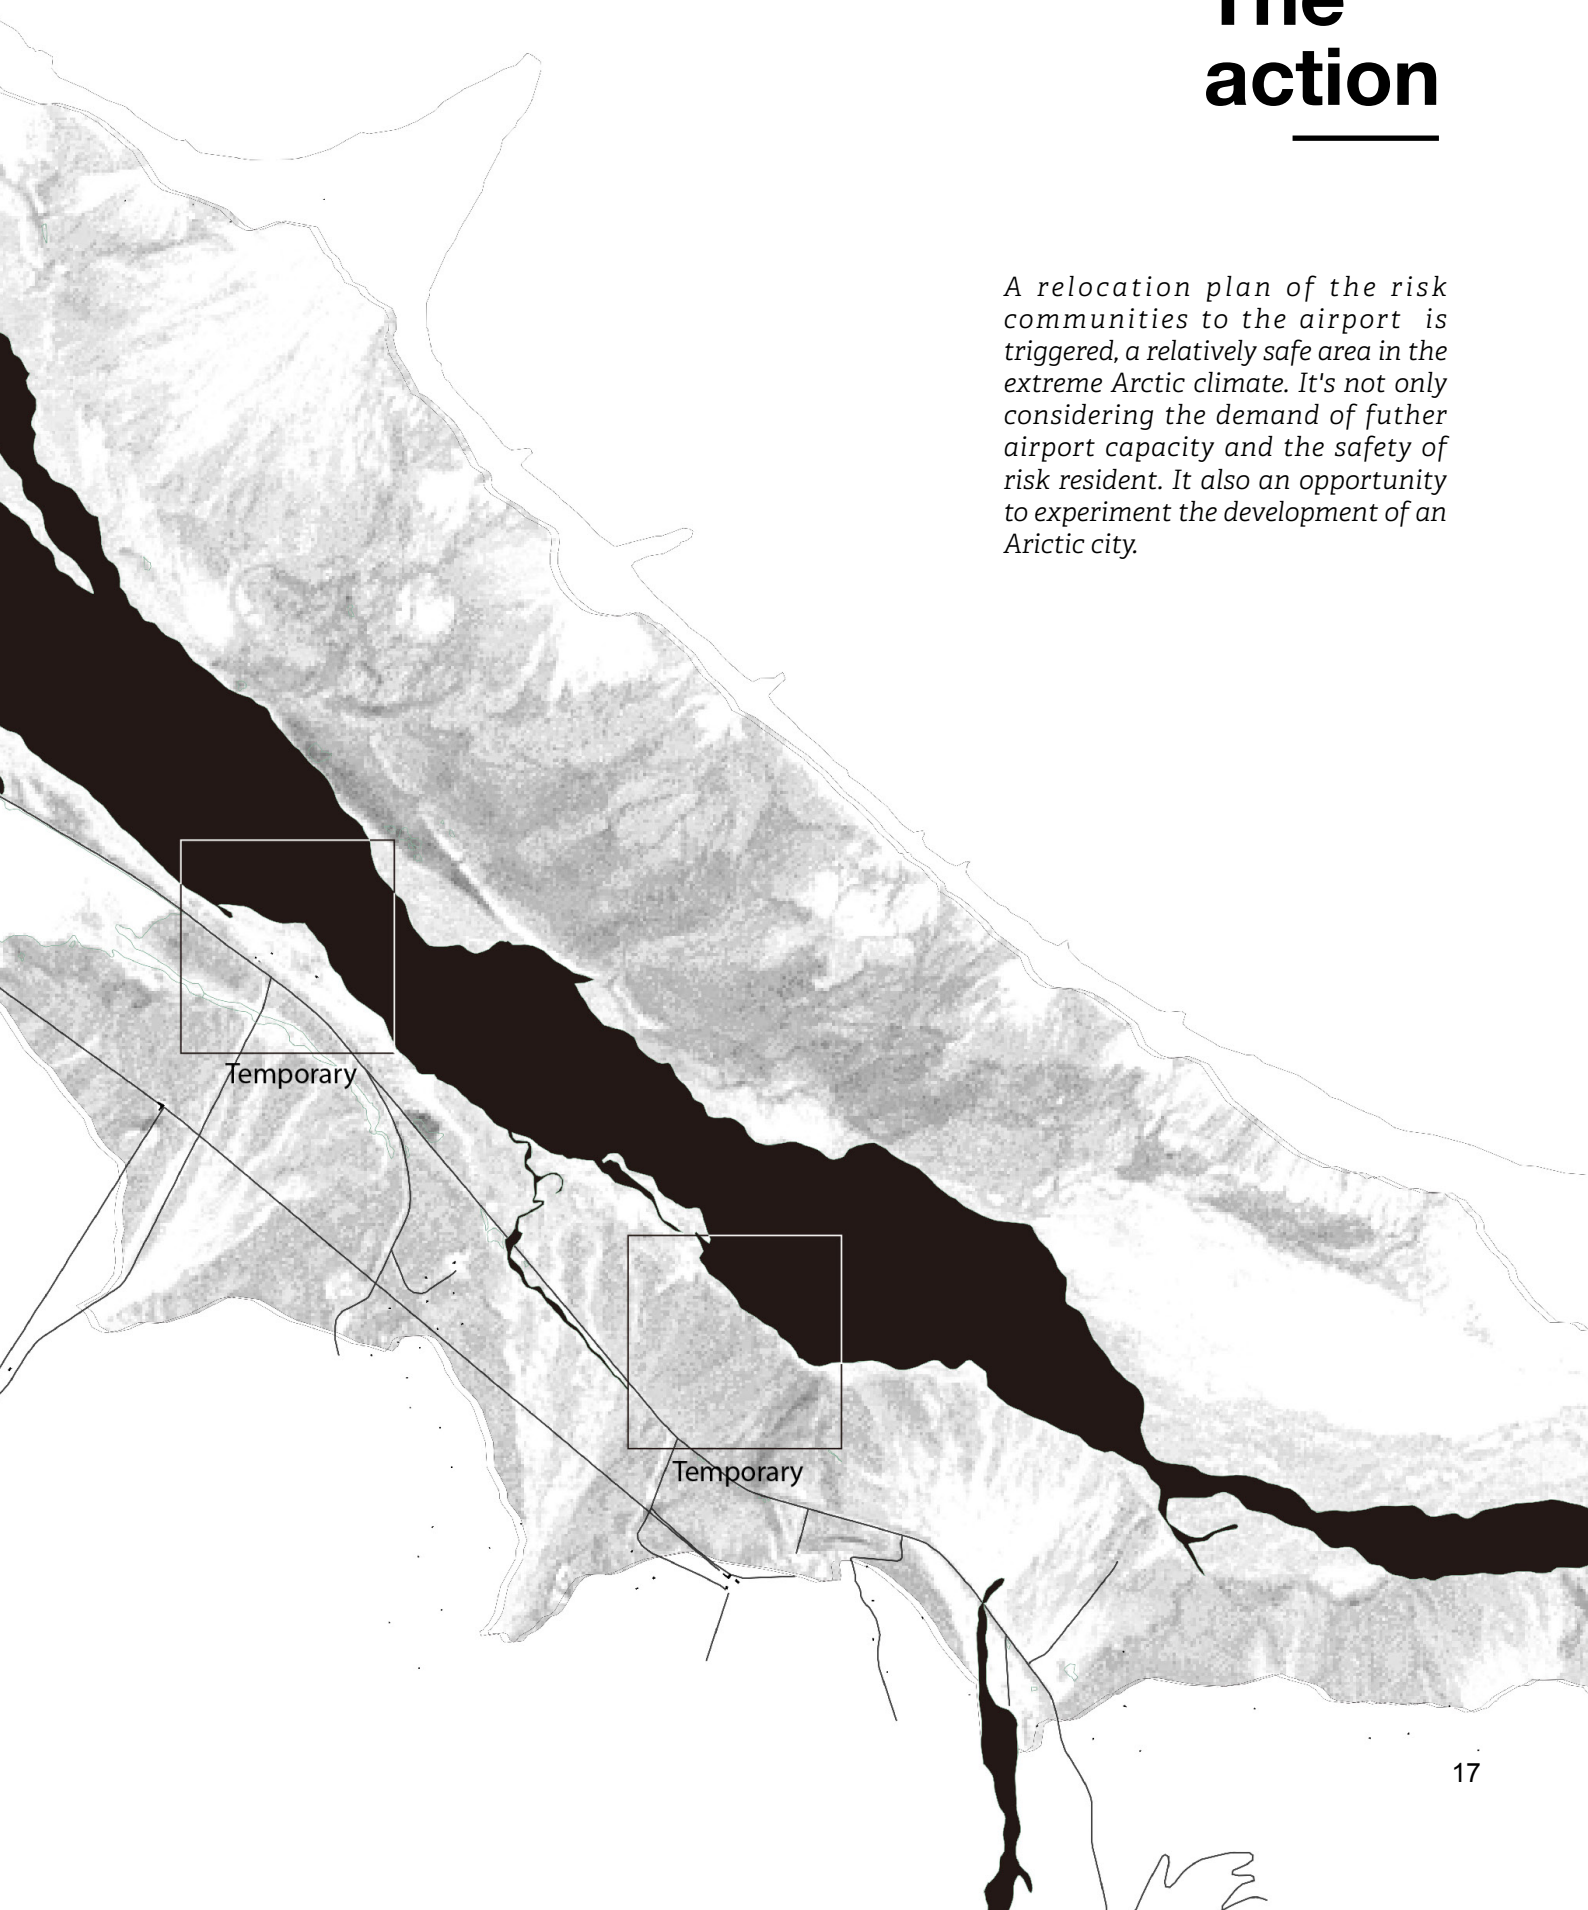 The
action
A relocation plan of the risk
communities to the airport is
triggered, a relatively safe area in the
extreme Arctic climate. It's not only
considering the demand of futher
airport capacity and the safety of
risk resident. It also an opportunity
to experiment the development of an
Arictic city.
Temporary
Temporary
17